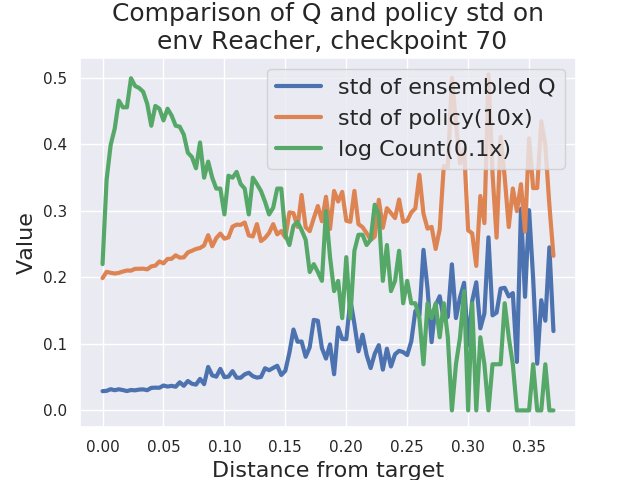 Comparison of Q and policy std on
env Reacher, checkpoint 70
std of ensembled Q
std of policy(10x)
log Count(0.1x)
Value
0.5
0.4
0.3
0.2
0.1
0.0
0.00 0.05 0.10 0.15 0.20 0.25 0.30 0.35
Distance from target